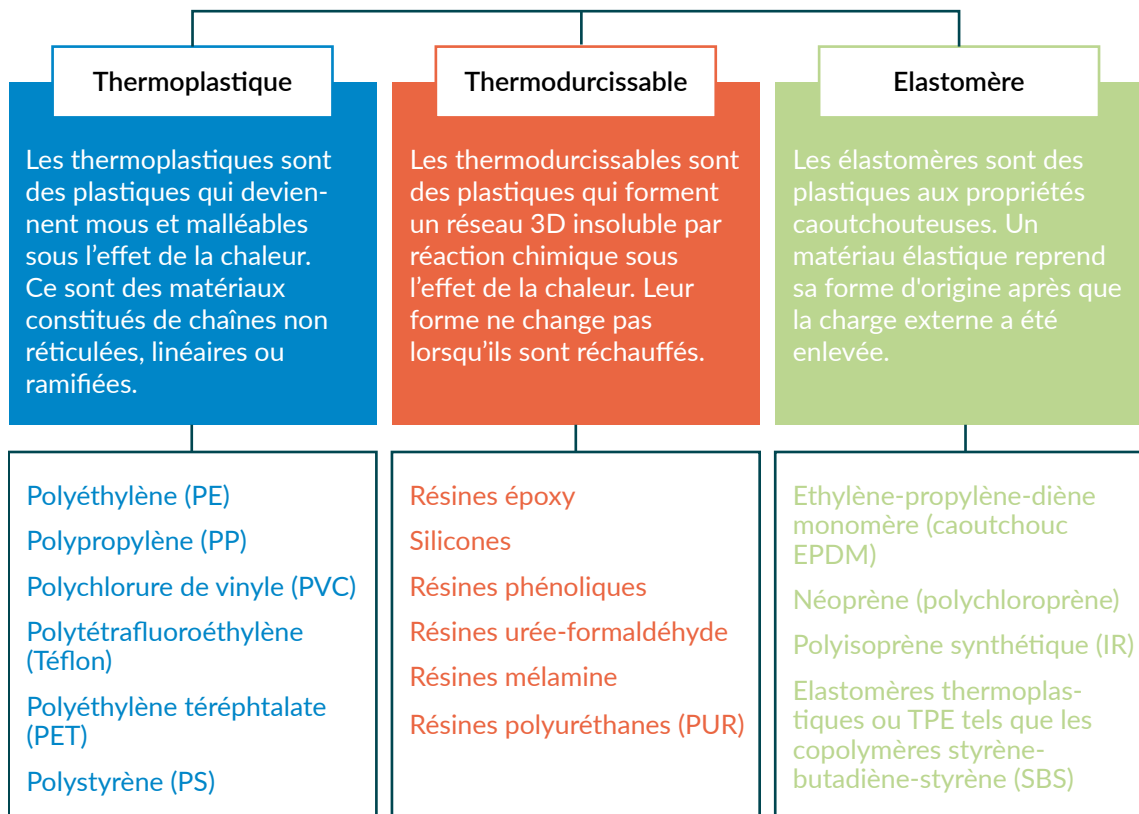 Thermoplastique
Les thermoplastiques sont
des plastiques qui devien-
nent mous et malléables
sous l'effet de la chaleur.
Ce sont des matériaux
constitués de chaînes non
réticulées, linéaires ou
ramifiées.
Polyéthylène (PE)
Polypropylène (PP)
Polychlorure de vinyle (PVC)
Polytétrafluoroéthylène
(Téflon)
Polyéthylène téréphtalate
(PET)
Polystyrène (PS)
Thermodurcissable
Les thermodurcissables sont
des plastiques qui forment
un réseau 3D insoluble par
réaction chimique sous
l'effet de la chaleur. Leur
forme ne change pas
lorsqu'ils sont réchauffés.
Résines époxy
Silicones
Résines phénoliques
Résines urée-formaldéhyde
Résines mélamine
Résines polyuréthanes (PUR)
Elastomère
Les élastomères sont des
plastiques aux propriétés
caoutchouteuses. Un
matériau élastique reprend
sa forme d'origine après que
la charge externe a été
enlevée.
Ethylène-propylène-diène
monomère (caoutchouc
EPDM)
Néoprène (polychloroprène)
Polyisoprène synthétique (IR)
Elastomères thermoplas-
tiques ou TPE tels que les
copolymères styrène-
butadiène-styrène (SBS)